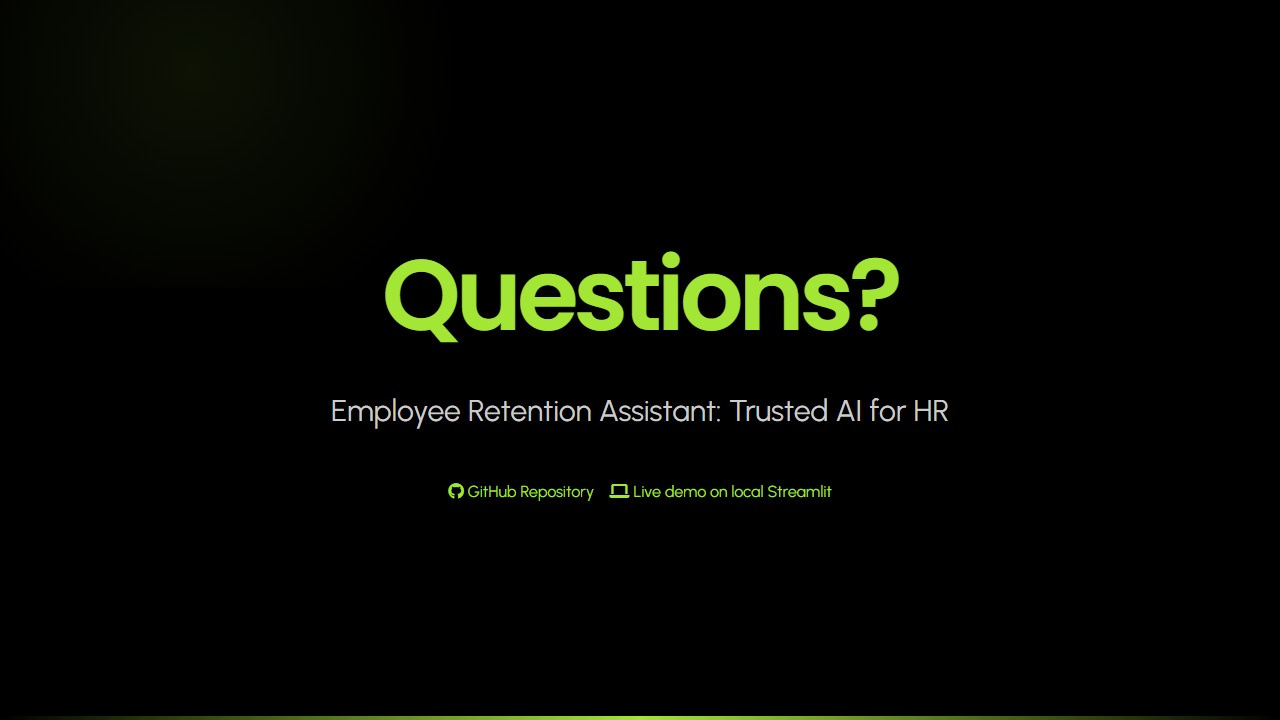 Questions?
Employee Retention Assistant: Trusted AI for HR
GitHub Repository Live demo on local Streamlit